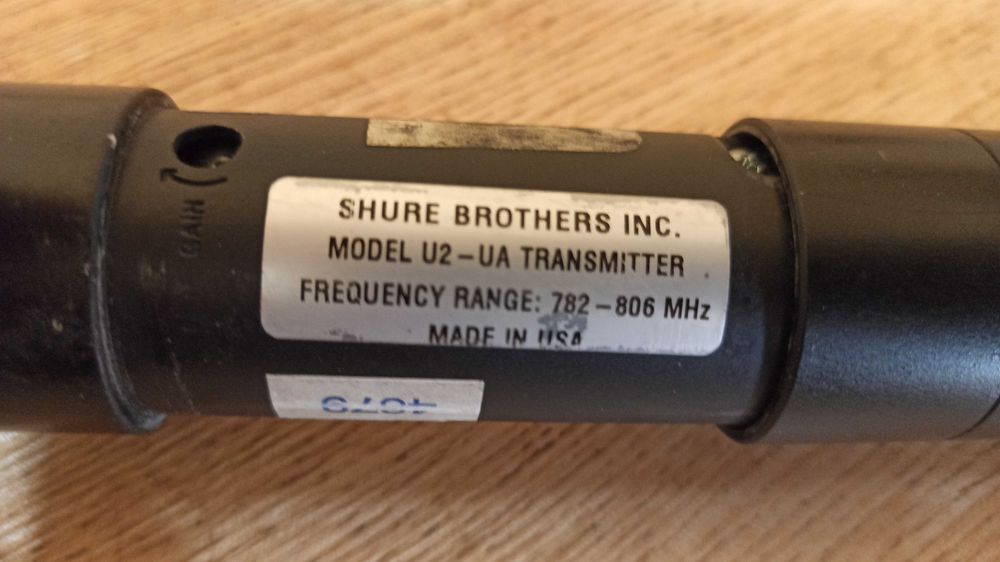 GAIN
SHURE BROTHERS INC.
MODEL U2-UA TRANSMITTER
FREQUENCY RANGE: 782-806 MHz
MADE IN USA